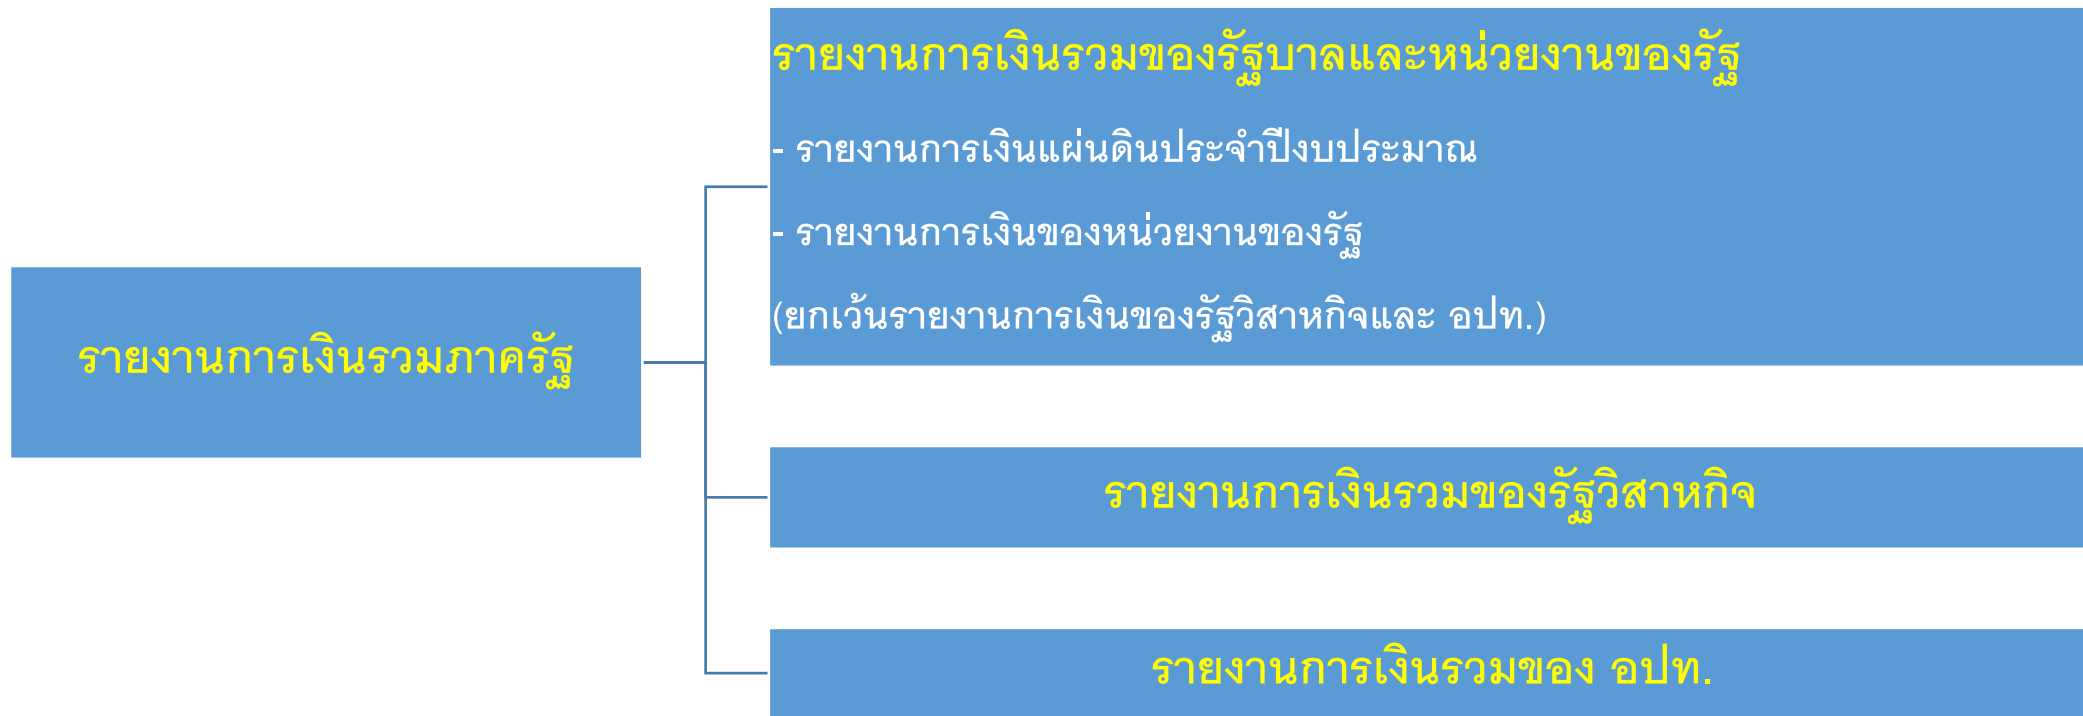 รายงานการเงินรวมภาครัฐ
รายงานการเงินรวมของรัฐบาลและหน่วยงานของรัฐ
- รายงานการเงินแผ่นดินประจำปีงบประมาณ
- รายงานการเงินของหน่วยงานของรัฐ
(ยกเว้นรายงานการเงินของรัฐวิสาหกิจและ อปท.)
รายงานการเงินรวมของรัฐวิสาหกิจ
รายงานการเงินรวมของ อปท.